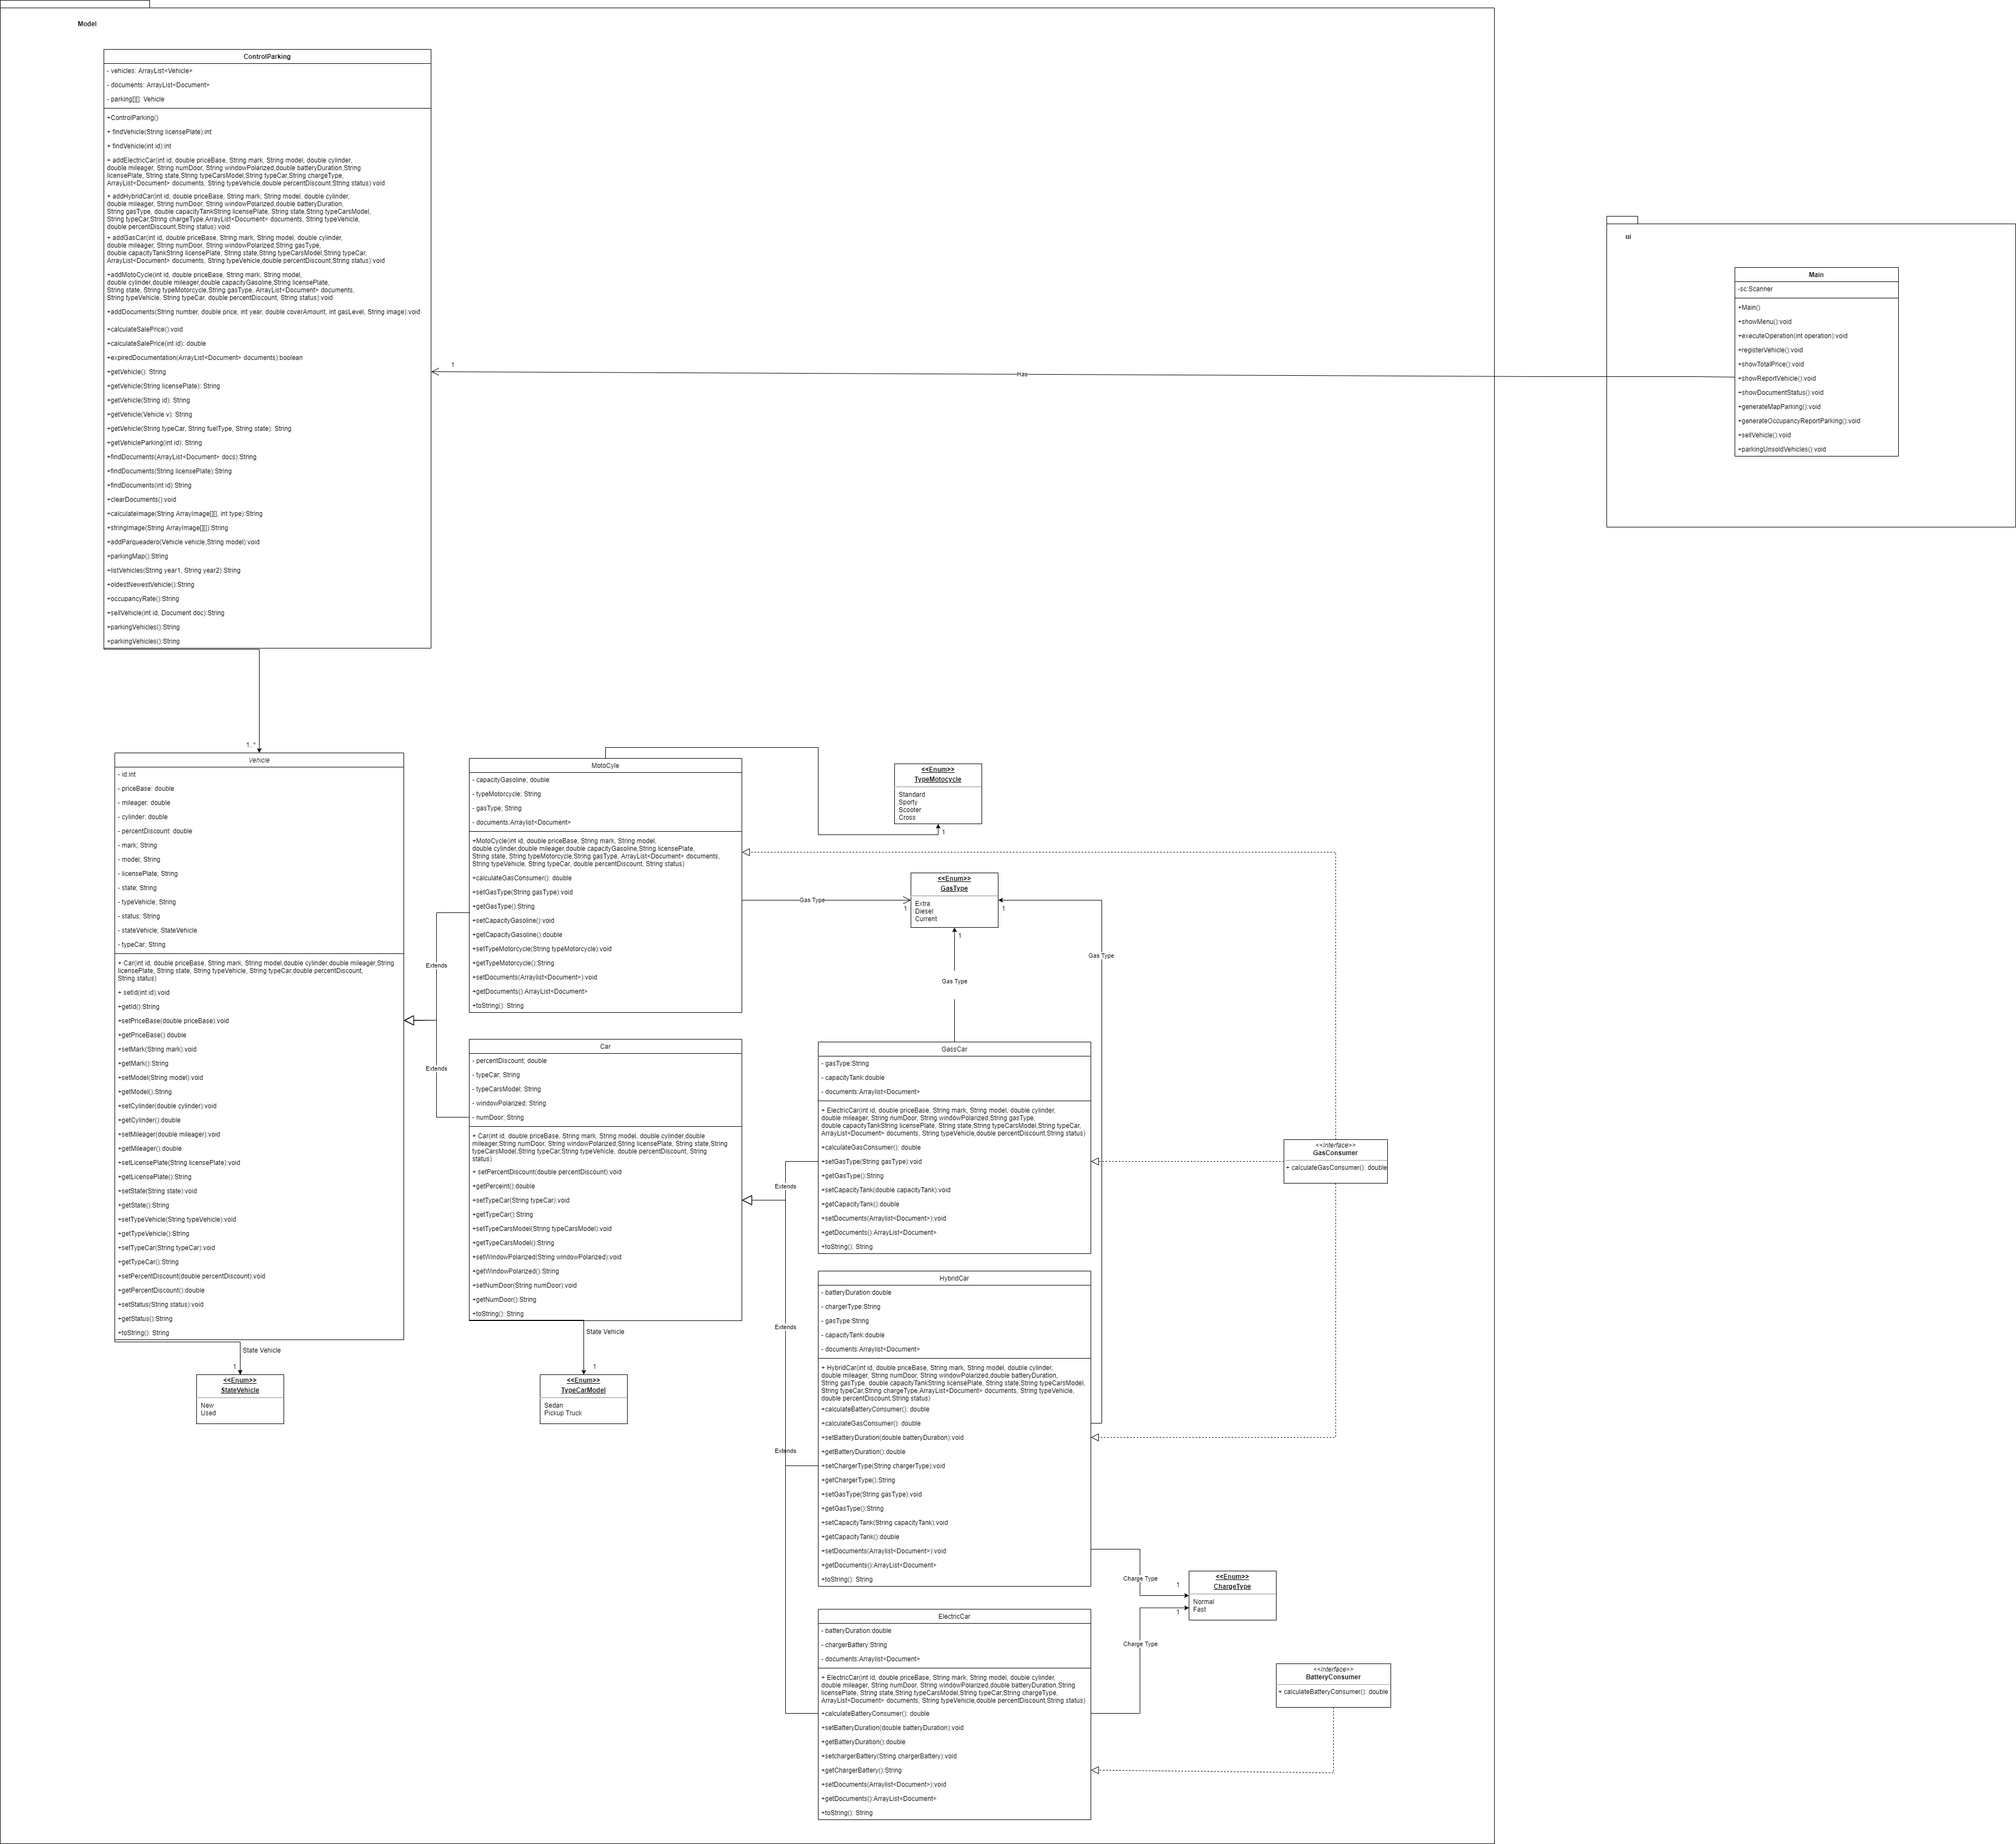 Model
ControlParking
- vehicles: ArrayList<Vehicle>
- documents: ArrayList<Document>
- parking[][]: Vehicle
+ControlParking()
+ findVehicle(String licensePlate):int
+ findVehicle(int id):int
+ addElectricCar(int id, double priceBase, String mark, String model, double cylinder,
double mileager, String numDoor, String windowPolarized,double batteryDuration,String
licensePlate, String state,String typeCarsModel,String typeCar,String chargeType,
ArrayList<Document> documents, String typeVehicle,double percentDiscount,String status):void
+ addHybridCar(int id, double priceBase, String mark, String model, double cylinder,
double mileager, String numDoor, String windowPolarized,double batteryDuration,
String gasType, double capacityTankString licensePlate, String state,String typeCarsModel,
String typeCar,String chargeType,ArrayList<Document> documents, String typeVehicle,
double percentDiscount,String status):void
+ addGasCar(int id, double priceBase, String mark, String model, double cylinder,
double mileager, String numDoor, String windowPolarized,String gasType,
double capacityTankString licensePlate, String state,String typeCarsModel,String typeCar,
ArrayList<Document> documents, String typeVehicle,double percentDiscount,String status):void
+addMotoCycle(int id, double priceBase, String mark, String model,
double cylinder,double mileager,double capacityGasoline,String licensePlate,
String state, String typeMotorcycle,String gasType, ArrayList<Document> documents,
String typeVehicle, String typeCar, double percentDiscount, String status):void
+addDocuments(String number, double price, int year, double coverAmount, int gasLevel, String image):void
+calculateSalePrice():void
+calculateSalePrice(int id): double
+expiredDocumentation(ArrayList<Document> documents):boolean
+getVehicle(): String
+getVehicle(String licensePlate): String
+getVehicle(String id): String
+getVehicle(Vehicle v): String
+getVehicle(String typeCar, String fuelType, String state): String
+getVehicleParking(int id): String
+findDocuments(ArrayList<Document> docs):String
+findDocuments(String licensePlate):String
+findDocuments(int id):String
+clearDocuments():void
+calculateImage(String ArrayImage[][], int type):String
+stringImage(String ArrayImage[][]):String
+addParqueadero(Vehicle vehicle,String model):void
+parkingMap():String
+listVehicles(String year1, String year2):String
+oldestNewestVehicle():String
+occupancyRate():String
+sellVehicle(int id, Document doc):String
+parkingVehicles():String
+parkingVehicles():String
1
Has
ui
Main
-sc:Scanner
+Main()
+showMenu():void
+executeOperation(int operation):void
+registerVehicle():void
+showTotalPrice():void
+showReportVehicle():void
+showDocumentStatus():void
+generateMapParking():void
+generateOccupancyReportParking():void
+sellVehicle():void
+parkingUnsoldVehicles():void
1..*
Vehicle
- id:int
- priceBase: double
- mileager: double
- cylinder: double
- percentDiscount: double
- mark; String
- model; String
- licensePlate; String
- state; String
- typeVehicle; String
- status; String
- stateVehicle; StateVehicle
- typeCar; String
+ Car(int id, double priceBase, String mark, String model,double cylinder,double mileager,String
licensePlate, String state, String typeVehicle, String typeCar,double percentDiscount,
String status)
+ setId(int id):void
+getId():String
+setPriceBase(double priceBase):void
+getPriceBase():double
+setMark(String mark):void
+getMark():String
+setModel(String model):void
+getModel():String
+setCylinder(double cylinder):void
+getCylinder():double
+setMileager(double mileager):void
+getMileager():double
+setLicensePlate(String licensePlate):void
+getLicensePlate():String
+setState(String state):void
+getState():String
+setTypeVehicle(String typeVehicle):void
+getTypeVehicle():String
+setTypeCar(String typeCar):void
+getTypeCar():String
+setPercentDiscount(double percentDiscount):void
+getPercentDiscount():double
+setStatus(String status):void
+getStatus():String
+toString(): String
State Vehicle
1
<<Enum>>
StateVehicle
New
Used
Extends
Extends
MotoCyle
- capacityGasoline; double
- typeMotorcycle; String
- gasType; String
- documents:Arraylist<Document>
+MotoCycle(int id, double priceBase, String mark, String model,
double cylinder,double mileager,double capacityGasoline,String licensePlate,
String state, String typeMotorcycle,String gasType, ArrayList<Document> documents,
String typeVehicle, String typeCar, double percentDiscount, String status)
+calculateGasConsumer(): double
+setGasType(String gasType):void
+getGasType():String
+setCapacityGasoline():void
+getCapacityGasoline():double
+setTypeMotorcycle(String typeMotorcycle):void
+getTypeMotorcycle():String
+setDocuments(Arraylist<Document>):void
+getDocuments():ArrayList<Document>
+toString(): String
Car
- percentDiscount; double
- typeCar; String
- typeCarsModel; String
- windowPolarized; String
- numDoor; String
+ Car(int id, double priceBase, String mark, String model, double cylinder,double
mileager,String numDoor, String windowPolarized,String licensePlate, String state,String
typeCarsModel,String typeCar,String typeVehicle, double percentDiscount, String
status)
+ setPercentDiscount(double percentDiscount):void
+getPerceint():double
+setTypeCar(String typeCar):void
+getTypeCar():String
+setTypeCarsModel(String typeCarsModel):void
+getTypeCarsModel():String
+setWindowPolarized(String windowPolarized):void
+getWindowPolarized():String
+setNumDoor(String numDoor):void
+getNumDoor():String
+toString(): String
State Vehicle
1
<<Enum>>
TypeCarModel
Sedan
Pickup Truck
<<Enum>>
TypeMotocycle
Standard
Sporty
Scooter
Cross
1
<<Enum>>
GasType
Extra
Diesel
Current
Gas Type
1
1
1
Gas Type
Gas Type
GassCar
- gasType:String
- capacityTank:double
- documents:Arraylist<Document>
+ ElectricCar(int id, double priceBase, String mark, String model, double cylinder,
double mileager, String numDoor, String windowPolarized,String gasType,
double capacityTankString licensePlate, String state,String typeCarsModel,String typeCar,
ArrayList<Document> documents, String typeVehicle,double percentDiscount,String status)
+calculateGasConsumer(): double
+setGasType(String gasType):void
+getGasType():String
+setCapacityTank(double capacityTank):void
+getCapacityTank():double
+setDocuments(Arraylist<Document>):void
+getDocuments():ArrayList<Document>
+toString(): String
Extends
Extends
Extends
HybridCar
- batteryDuration:double
- chargerType:String
- gasType:String
- capacityTank:double
- documents:Arraylist<Document>
+ HybridCar(int id, double priceBase, String mark, String model, double cylinder,
double mileager, String numDoor, String windowPolarized,double batteryDuration,
String gasType, double capacityTankString licensePlate, String state,String typeCarsModel,
String typeCar,String chargeType,ArrayList<Document> documents, String typeVehicle,
double percentDiscount,String status)
+calculateBatteryConsumer(): double
+calculateGasConsumer(): double
+setBatteryDuration(double batteryDuration):void
+getBatteryDuration():double
+setChargerType(String chargerType):void
+getChargerType():String
+setGasType(String gasType):void
+getGasType():String
+setCapacityTank(String capacityTank):void
+getCapacityTank():double
+setDocuments(Arraylist<Document>):void
+getDocuments():ArrayList<Document>
+toString(): String
ElectricCar
- batteryDuration:double
- chargerBattery:String
- documents:Arraylist<Document>
+ ElectricCar(int id, double priceBase, String mark, String model, double cylinder,
double mileager, String numDoor, String windowPolarized,double batteryDuration,String
licensePlate, String state,String typeCarsModel,String typeCar,String chargeType,
ArrayList<Document> documents, String typeVehicle,double percentDiscount,String status)
+calculateBatteryConsumer(): double
+setBatteryDuration(double batteryDuration):void
+getBatteryDuration():double
+setchargerBattery(String chargerBattery):void
+getChargerBattery():String
+setDocuments(Arraylist<Document>):void
+getDocuments():ArrayList<Document>
+toString(): String
Charge Type
1
Charge Type
1
<<Enum>>
ChargeType
Normal
Fast
<<Interface>>
GasConsumer
+ calculateGasConsumer(): double
<<Interface>>
BatteryConsumer
+ calculateBatteryConsumer(): double